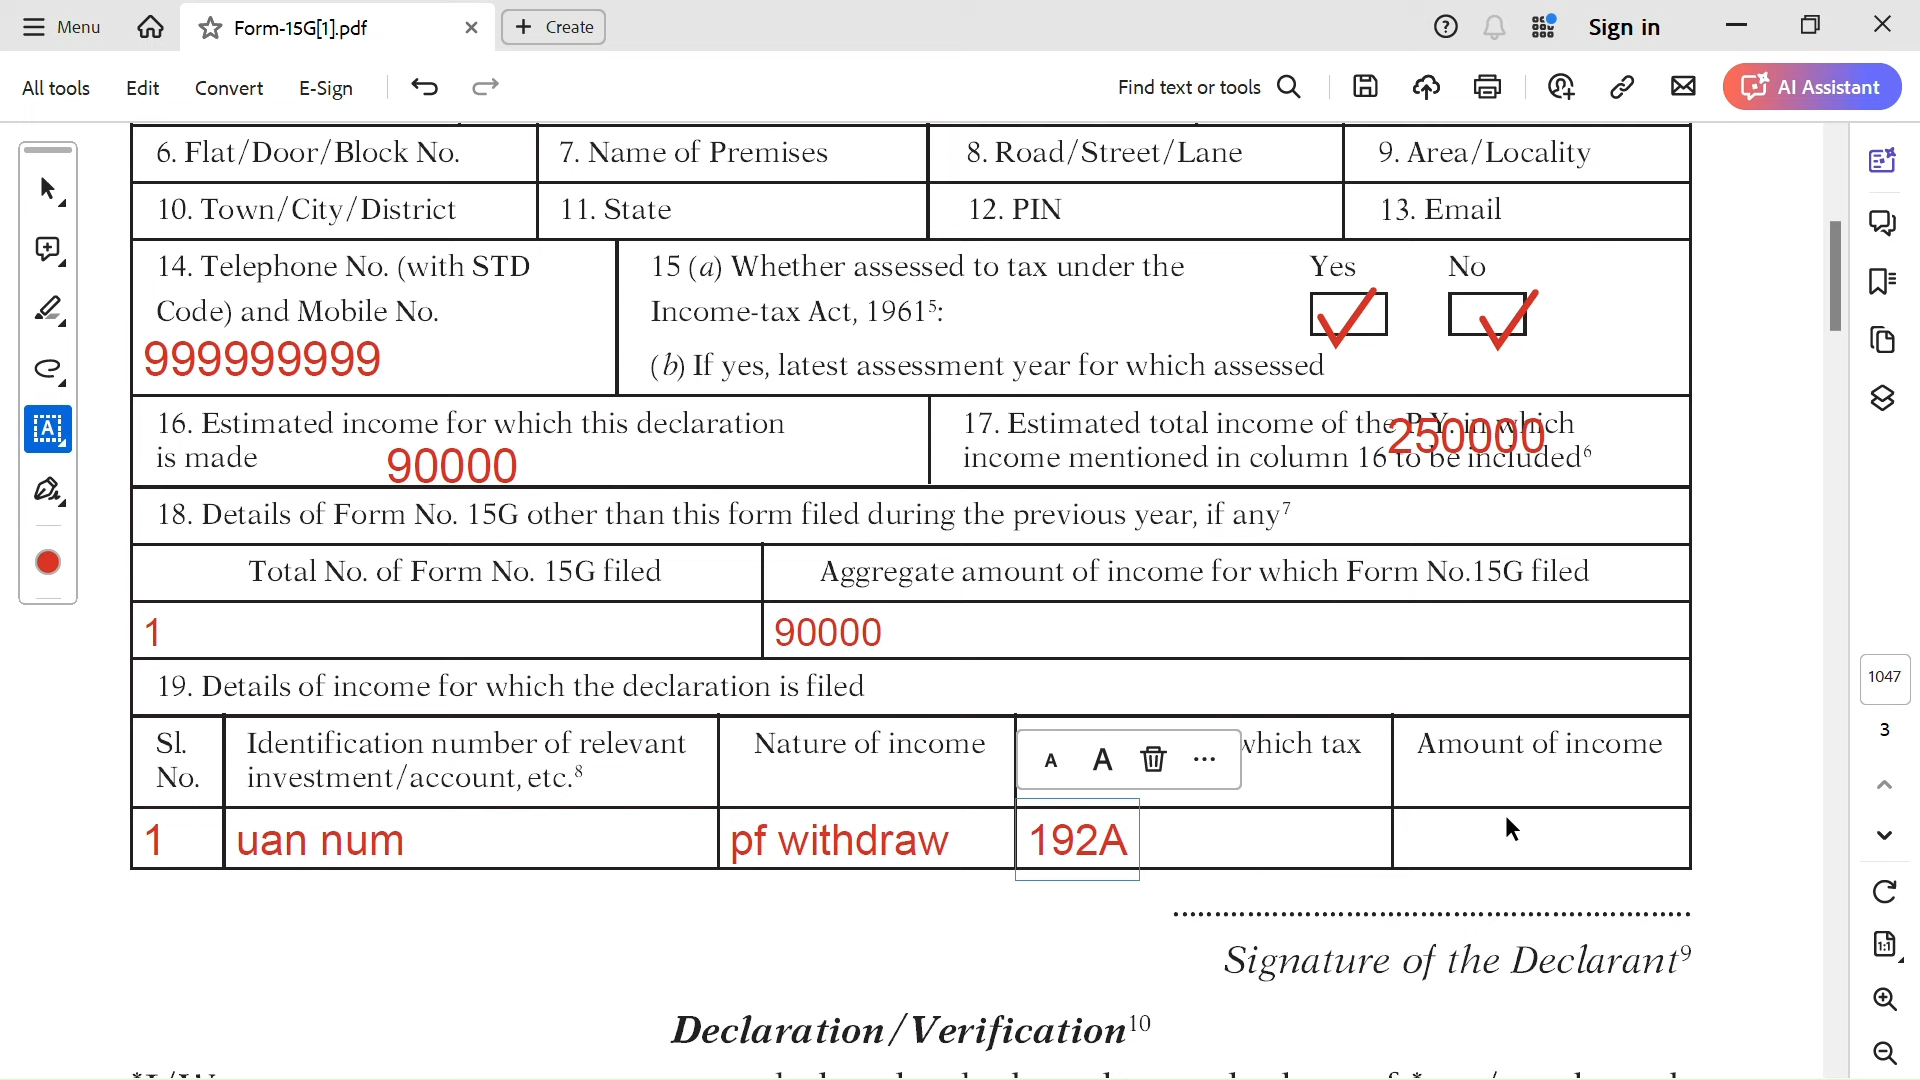 Menu
Form-15G[1].pdf
Create
Sign in
All tools
Edit
Convert
E-Sign
Find text or tools
AI Assistant
6. Flat/Door/Block No.
7. Name of Premises
8. Road/Street/Lane
9. Area/Locality
10. Town/City/District
11. State
12. PIN
13. Email
14. Telephone No. (with STD
Code) and Mobile No.
999999999
15 (a) Whether assessed to tax under the
Income-tax Act, 1961⁵:
Yes
No
(b) If yes, latest assessment year for which assessed
16. Estimated income for which this declaration
is made
90000
17. Estimated total income of the P.Y. in which
income mentioned in column 16 to be included⁶
250000
18. Details of Form No. 15G other than this form filed during the previous year, if any⁷
Total No. of Form No. 15G filed
Aggregate amount of income for which Form No.15G filed
1
90000
19. Details of income for which the declaration is filed
Sl.
No.
Identification number of relevant
investment/account, etc.⁸
Nature of income
A A
which tax
Amount of income
1
uan num
pf withdraw
192A
Signature of the Declarant⁹
Declaration/Verification¹⁰
1047
3